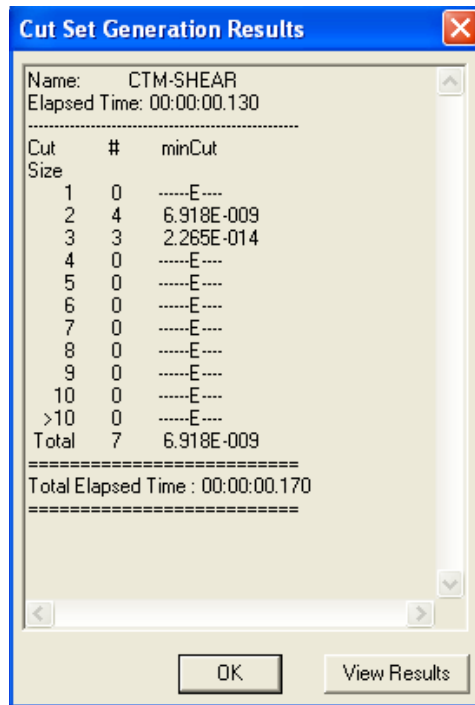 Cut Set Generation Results
Name: CTM-SHEAR
Elapsed Time: 00:00:00.130
-----------------------------------------------
Cut # minCut
Size
1 0 ------E----
2 4 6.918E-009
3 3 2.265E-014
4 0 ------E----
5 0 ------E----
6 0 ------E----
7 0 ------E----
8 0 ------E----
9 0 ------E----
10 0 ------E----
>10 0 ------E----
Total 7 6.918E-009
===========================
Total Elapsed Time : 00:00:00.170
===========================
OK View Results